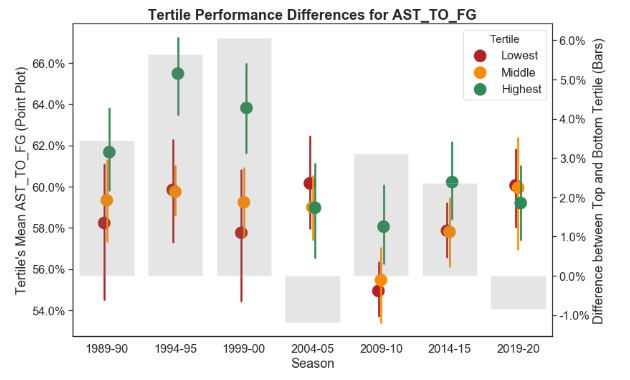 Tertile Performance Differences for AST_TO_FG
Tertile's Mean AST_TO_FG (Point Plot)
66.0%
64.0%
62.0%
60.0%
58.0%
56.0%
54.0%
Tertile
Lowest
Middle
Highest
6.0%
5.0%
4.0%
3.0%
2.0%
1.0%
0.0%
-1.0%
Difference between Top and Bottom Tertile (Bars)
1989-90 1994-95 1999-00 2004-05 2009-10 2014-15 2019-20
Season